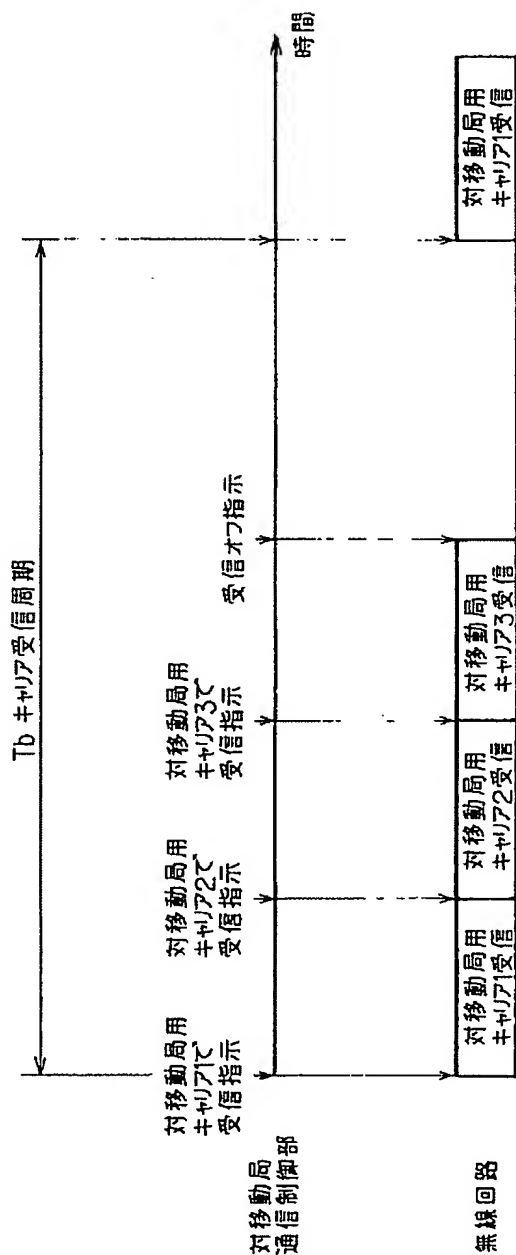 Tb キャリア受信周期
対移動局用
キャリア1で
受信指示
対移動局用
キャリア2で
受信指示
対移動局用
キャリア3で
受信指示
受信オフ指示
対移動局
通信制御部
時間
無線回路
対移動局用
キャリア1受信
対移動局用
キャリア2受信
対移動局用
キャリア3受信
対移動局用
キャリア1受信